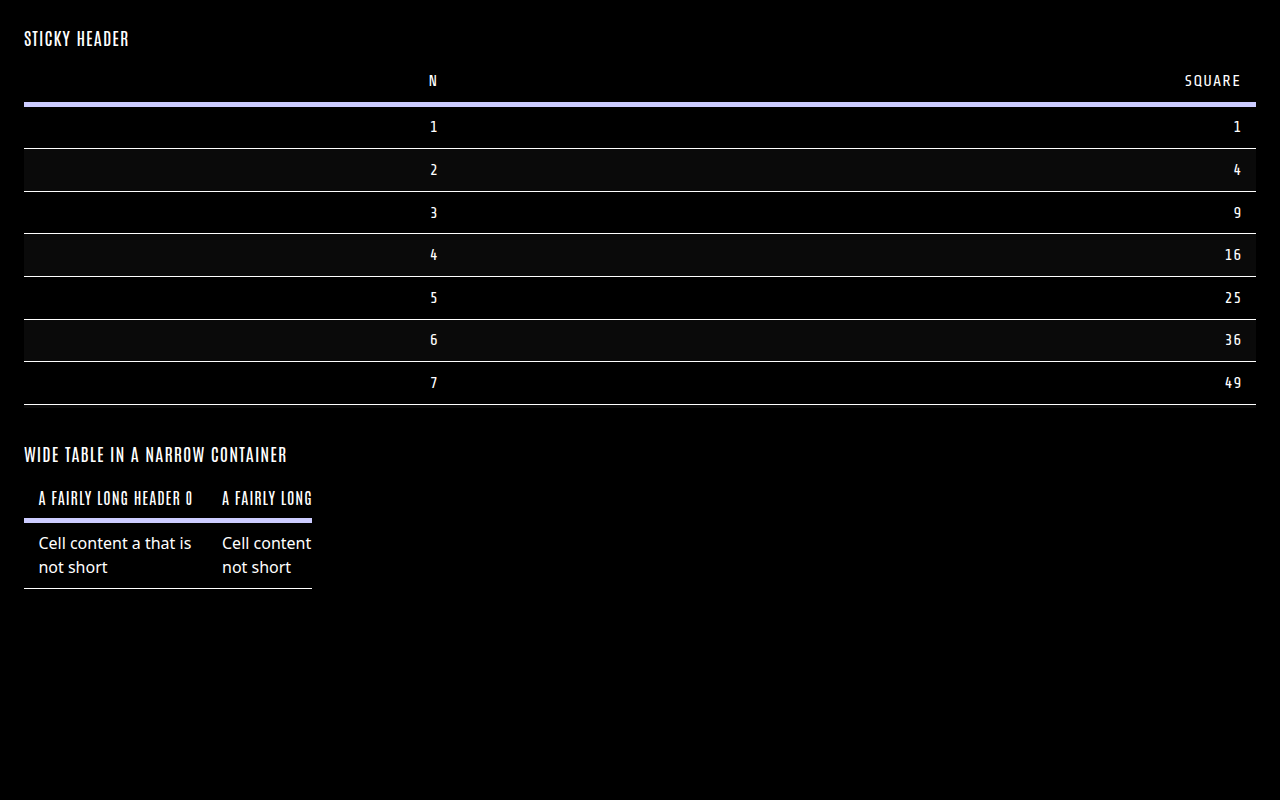 STICKY HEADER
N SQUARE
1 1
2 4
3 9
4 16
5 25
6 36
7 49
WIDE TABLE IN A NARROW CONTAINER
A FAIRLY LONG HEADER 0 A FAIRLY LONG
Cell content a that is Cell content
not short not short